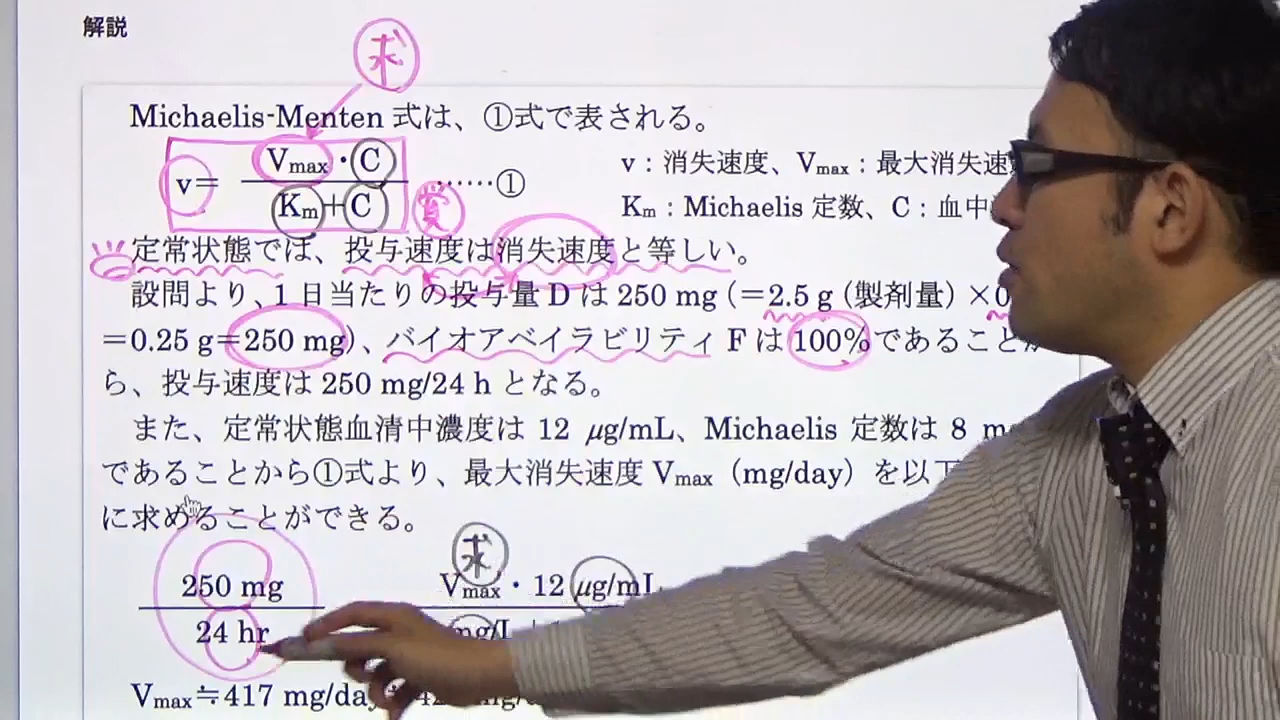 解説
求
Michaelis-Menten 式は、①式で表される。
v＝ Vmax・C
Km＋C ……①
v：消失速度、Vmax：最大消失速
Km：Michaelis 定数、C：血中
覚
定常状態では、投与速度は消失速度と等しい。
設問より、1 日当たりの投与量 D は 250 mg (＝2.5 g (製剤量) ×0
＝0.25 g＝250 mg)、バイオアベイラビリティ F は 100%であること
ら、投与速度は 250 mg/24 h となる。
また、定常状態血清中濃度は 12 μg/mL、Michaelis 定数は 8
であることから①式より、最大消失速度 Vmax（mg/day）を以下
に求めることができる。
求
250 mg Vmax・12 μg/mL
24 hr mg/L
Vmax≒417 mg/day